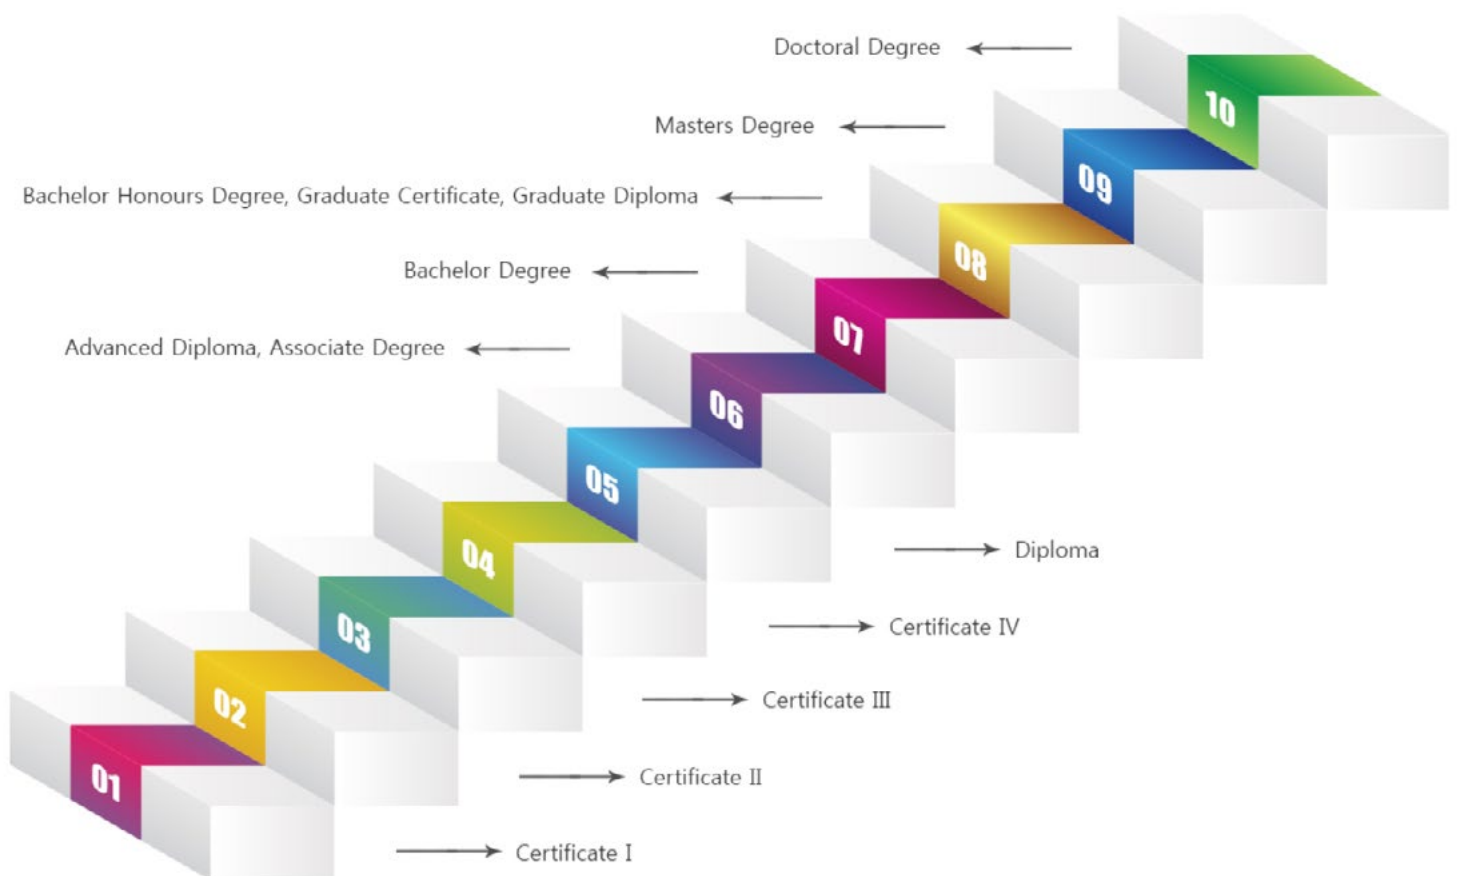 Doctoral Degree
10
Masters Degree
09
Bachelor Honours Degree, Graduate Certificate, Graduate Diploma
08
Bachelor Degree
07
Advanced Diploma, Associate Degree
06
05
Diploma
04
Certificate IV
03
Certificate III
02
Certificate II
01
Certificate I